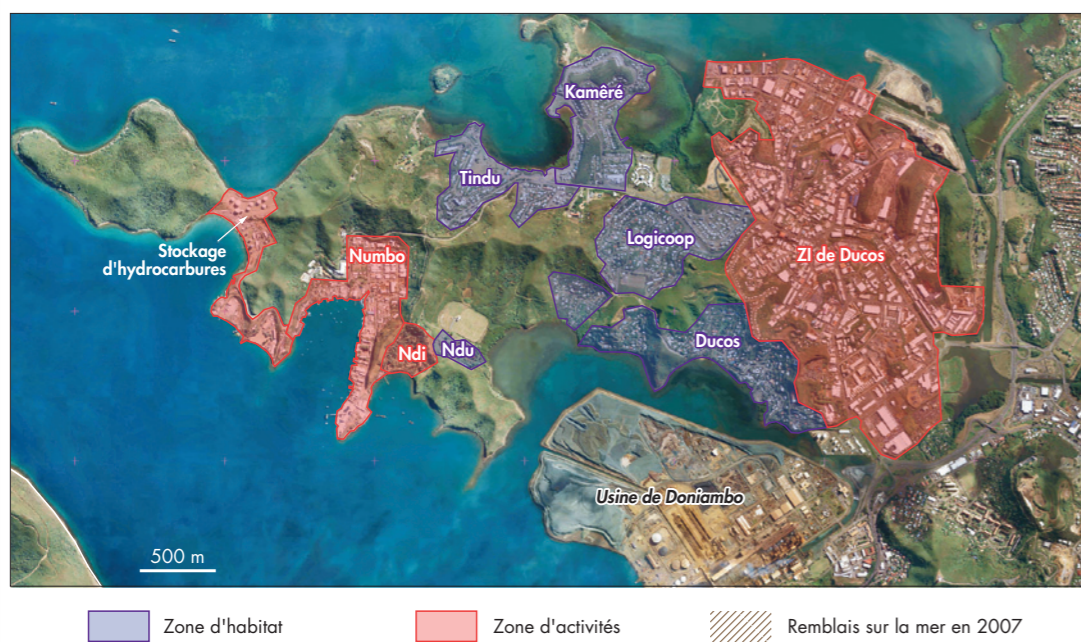 Kamêré
Tindu
Stockage
d'hydrocarbures
Numbo
Logicoop
ZI de Ducos
Ndi
Ndu
Ducos
Usine de Doniambo
500 m
Zone d'habitat
Zone d'activités
Remblais sur la mer en 2007